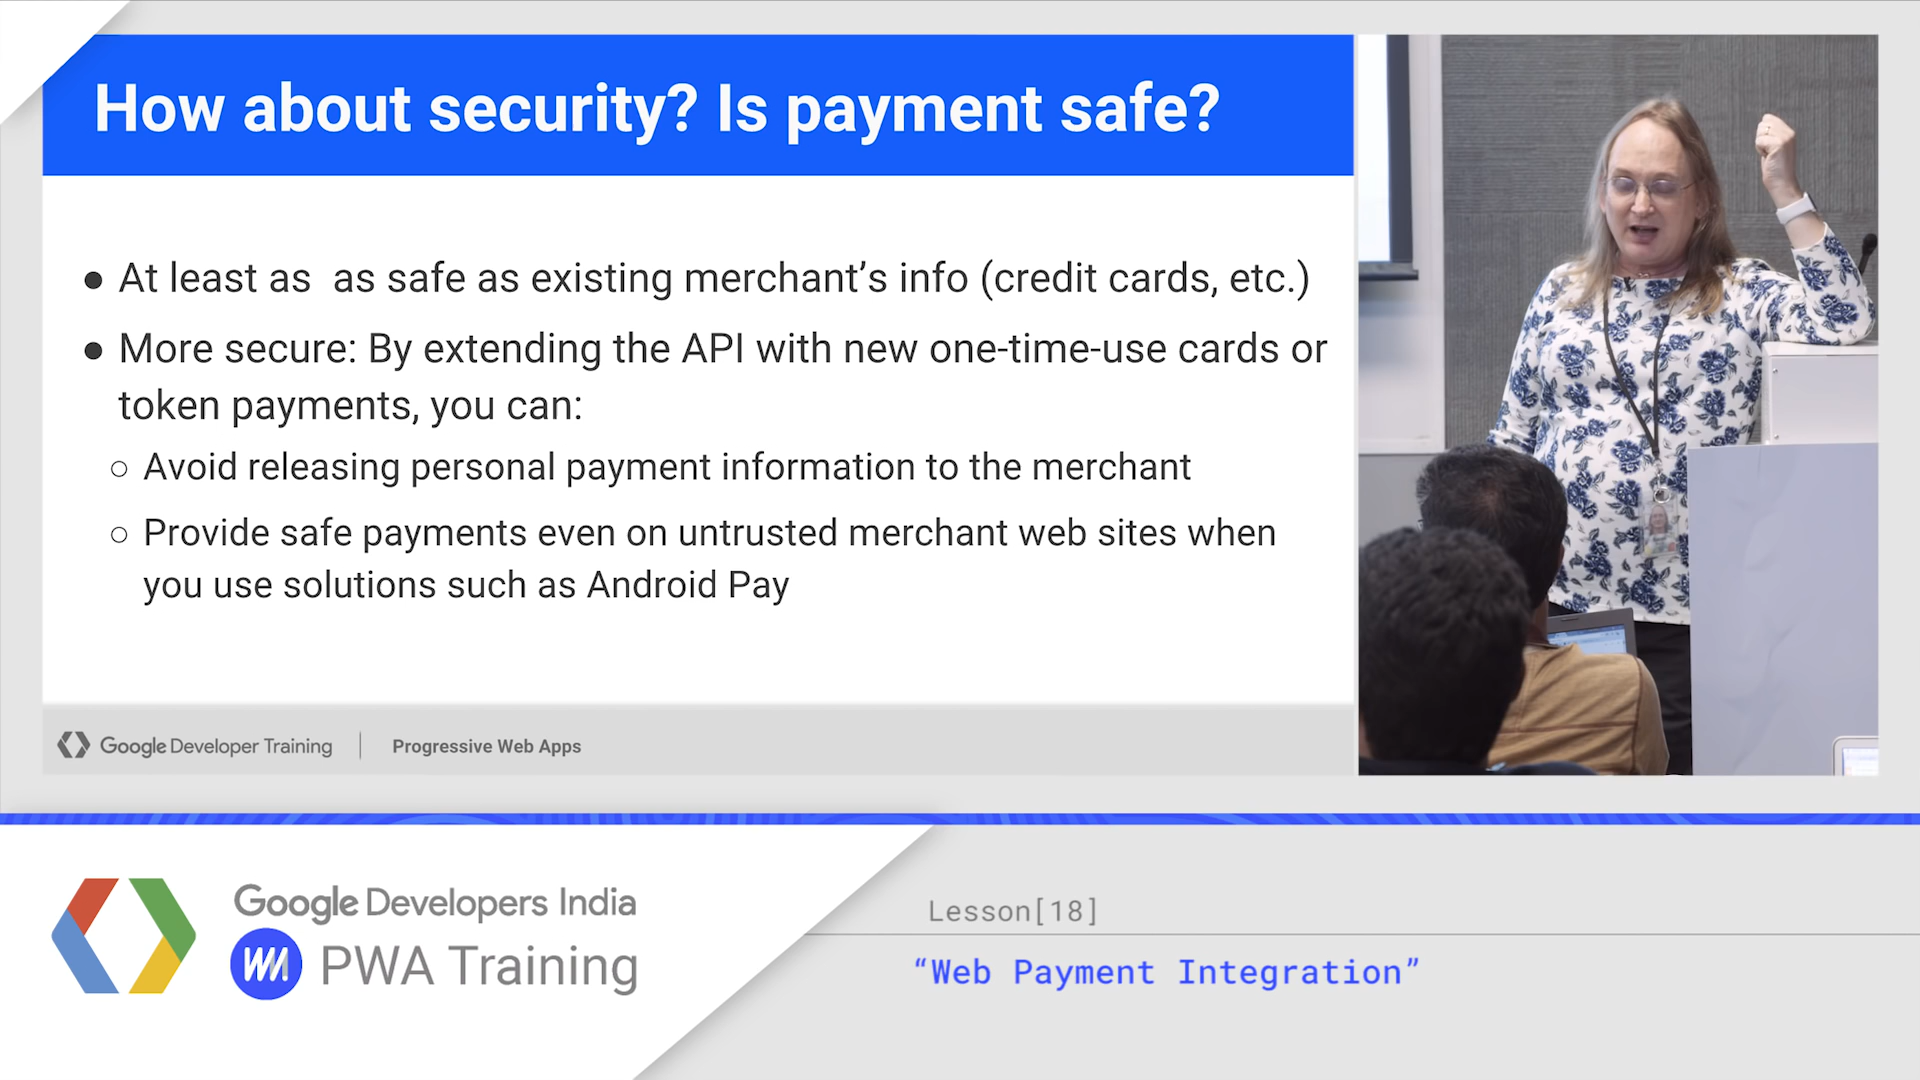 How about security? Is payment safe?
● At least as  as safe as existing merchant’s info (credit cards, etc.)
● More secure: By extending the API with new one-time-use cards or
token payments, you can:
○ Avoid releasing personal payment information to the merchant
○ Provide safe payments even on untrusted merchant web sites when
you use solutions such as Android Pay
Google Developer Training | Progressive Web Apps
Google Developers India
PWA Training
Lesson[18]
“Web Payment Integration”